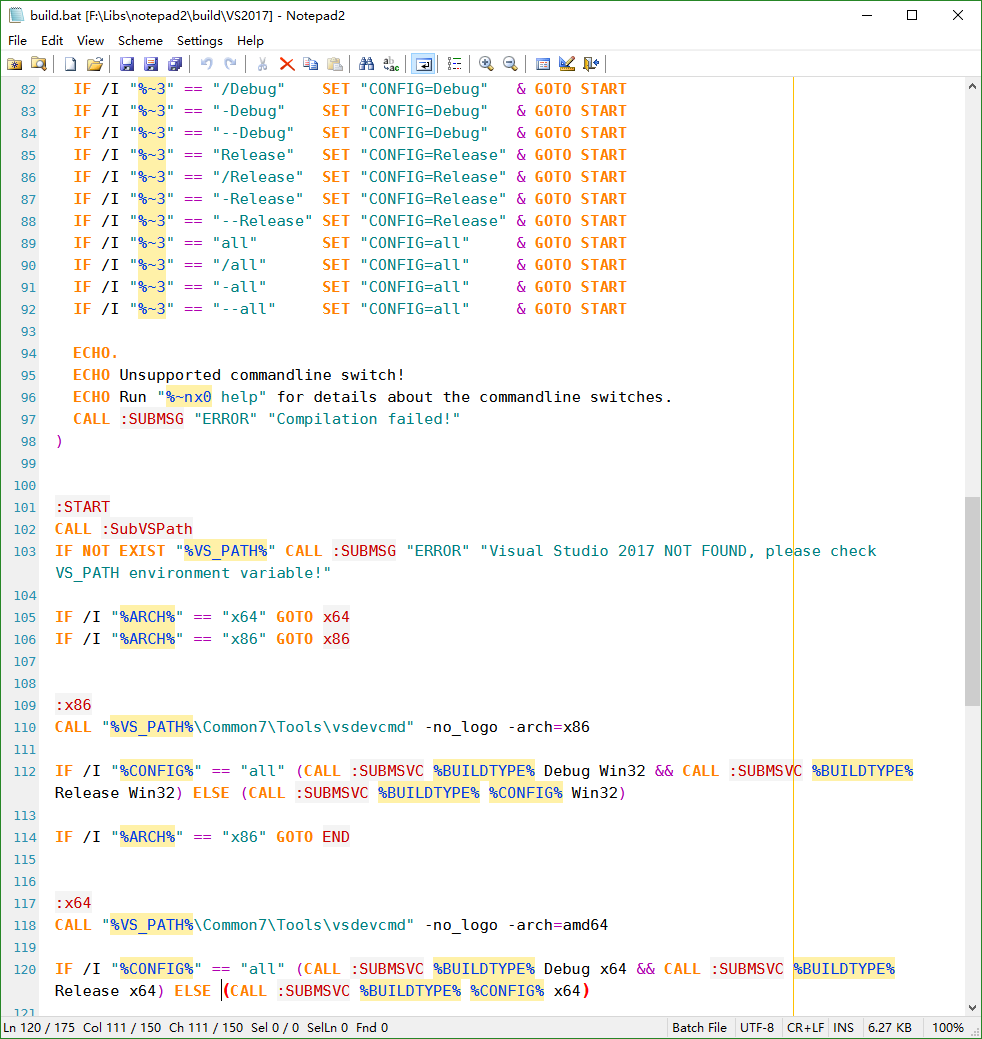 build.bat [F:\Libs\notepad2\build\VS2017] - Notepad2
File Edit View Scheme Settings Help
82 IF /I "%~3" == "/Debug" SET "CONFIG=Debug" & GOTO START
83 IF /I "%~3" == "-Debug" SET "CONFIG=Debug" & GOTO START
84 IF /I "%~3" == "--Debug" SET "CONFIG=Debug" & GOTO START
85 IF /I "%~3" == "Release" SET "CONFIG=Release" & GOTO START
86 IF /I "%~3" == "/Release" SET "CONFIG=Release" & GOTO START
87 IF /I "%~3" == "-Release" SET "CONFIG=Release" & GOTO START
88 IF /I "%~3" == "--Release" SET "CONFIG=Release" & GOTO START
89 IF /I "%~3" == "all" SET "CONFIG=all" & GOTO START
90 IF /I "%~3" == "/all" SET "CONFIG=all" & GOTO START
91 IF /I "%~3" == "-all" SET "CONFIG=all" & GOTO START
92 IF /I "%~3" == "--all" SET "CONFIG=all" & GOTO START
93
94 ECHO.
95 ECHO Unsupported commandline switch!
96 ECHO Run "%~nx0 help" for details about the commandline switches.
97 CALL :SUBMSG "ERROR" "Compilation failed!"
98 )
99
100
101 :START
102 CALL :SubVSPath
103 IF NOT EXIST "%VS_PATH%" CALL :SUBMSG "ERROR" "Visual Studio 2017 NOT FOUND, please check
VS_PATH environment variable!"
104
105 IF /I "%ARCH%" == "x64" GOTO x64
106 IF /I "%ARCH%" == "x86" GOTO x86
107
108
109 :x86
110 CALL "%VS_PATH%\Common7\Tools\vsdevcmd" -no_logo -arch=x86
111
112 IF /I "%CONFIG%" == "all" (CALL :SUBMSVC %BUILDTYPE% Debug Win32 && CALL :SUBMSVC %BUILDTYPE%
Release Win32) ELSE (CALL :SUBMSVC %BUILDTYPE% %CONFIG% Win32)
113
114 IF /I "%ARCH%" == "x86" GOTO END
115
116
117 :x64
118 CALL "%VS_PATH%\Common7\Tools\vsdevcmd" -no_logo -arch=amd64
119
120 IF /I "%CONFIG%" == "all" (CALL :SUBMSVC %BUILDTYPE% Debug x64 && CALL :SUBMSVC %BUILDTYPE%
Release x64) ELSE (CALL :SUBMSVC %BUILDTYPE% %CONFIG% x64)
121
Ln 120 / 175 Col 111 / 150 Ch 111 / 150 Sel 0 / 0 SelLn 0 Fnd 0 Batch File UTF-8 CR+LF INS 6.27 KB 100%